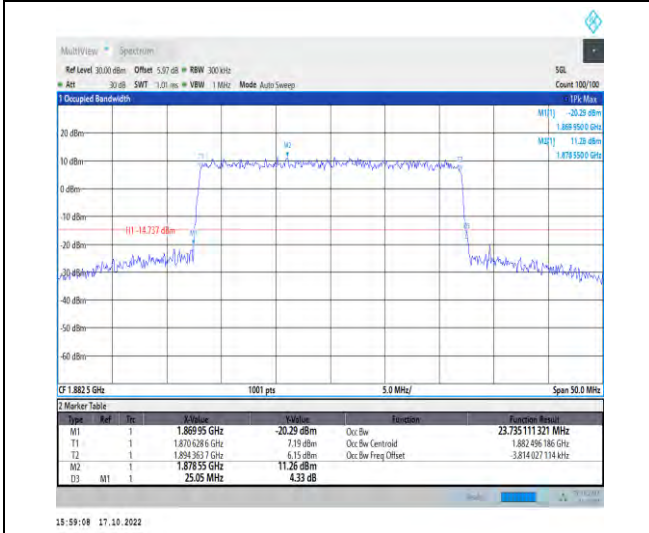 MultiView Spectrum
Ref Level 30.00 dBm Offset 5.97 dB RBW 300 kHz SGL
Att 30 dB SWT 1.01 ms VBW 1 MHz Mode Auto Sweep Count 100/100
1 Occupied Bandwidth 1Pk Max
M1[1] -20.29 dBm
1.869 950 0 GHz
M2[1] 11.26 dBm
1.878 550 0 GHz
20 dBm
M2
10 dBm
0 dBm
-10 dBm
H1 -14.737 dBm
M1
-20 dBm
-30 dBm
-40 dBm
-50 dBm
-60 dBm
CF 1.882 5 GHz 1001 pts 5.0 MHz/ Span 50.0 MHz
2 Marker Table
Type Ref Trc X-Value Y-Value Function Function Result
M1 1 1.869 95 GHz -20.29 dBm Occ Bw 23.735 111 321 MHz
T1 1 1.870 628 6 GHz 7.19 dBm Occ Bw Centroid 1.882 496 186 GHz
T2 1 1.894 363 7 GHz 6.15 dBm Occ Bw Freq Offset -3.814 027 114 kHz
M2 1 1.878 55 GHz 11.26 dBm
D3 M1 1 25.05 MHz 4.33 dB
15:59:08 17.10.2022